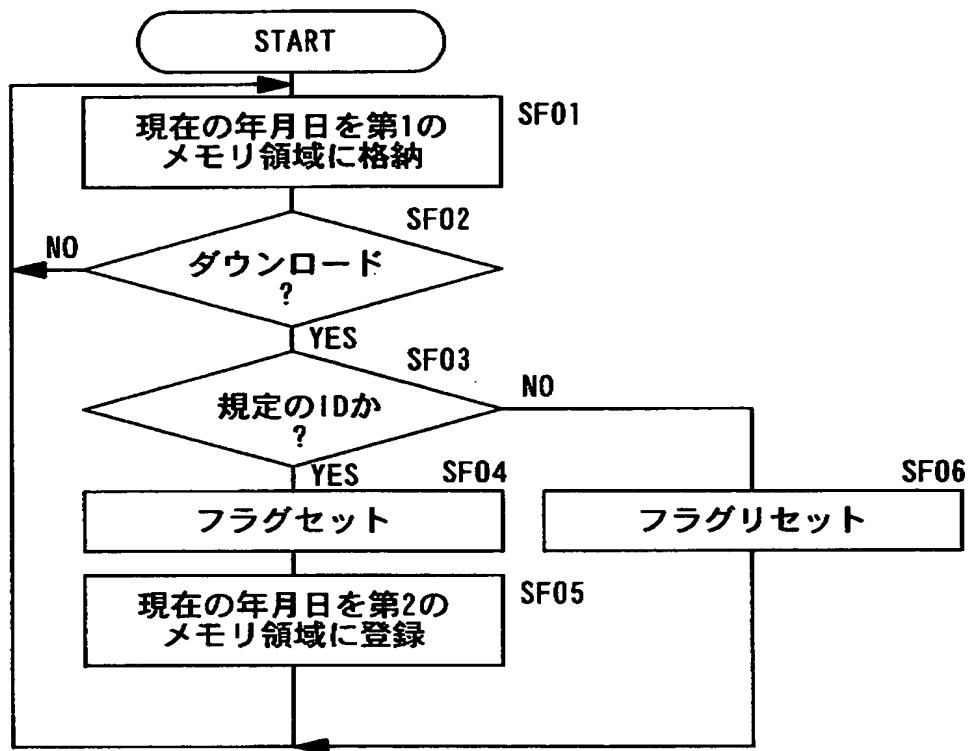 START
SF01
現在の年月日を第1の
メモリ領域に格納
SF02
NO
ダウンロード
?
YES
SF03
NO
規定のIDか
?
YES
SF04
SF06
フラグセット
フラグリセット
SF05
現在の年月日を第2の
メモリ領域に登録